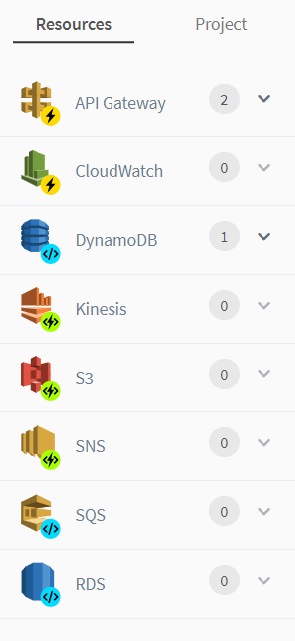 Resources Project
API Gateway 2
CloudWatch 0
DynamoDB 1
Kinesis 0
S3 0
SNS 0
SQS 0
RDS 0